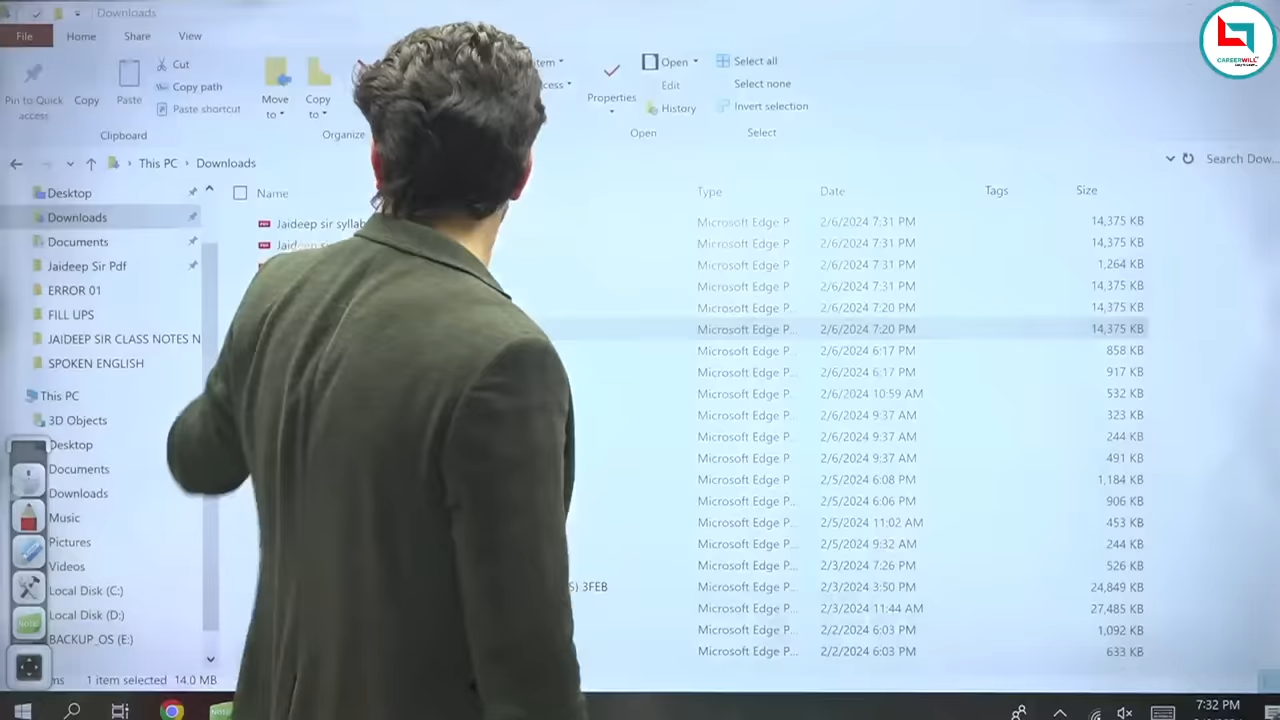 Downloads
File Home Share View
Pin to Quick access
Copy
Paste
Cut
Copy path
Paste shortcut
Clipboard
Move to
Copy to
Organize
Properties
Open
Edit
History
Open
Select all
Select none
Invert selection
Select
This PC › Downloads
Search Dow...
Desktop
Downloads
Documents
Jaideep Sir Pdf
ERROR 01
FILL UPS
JAIDEEP SIR CLASS NOTES N
SPOKEN ENGLISH
This PC
3D Objects
Desktop
Documents
Downloads
Music
Pictures
Videos
Local Disk (C:)
Local Disk (D:)
BACKUP_OS (E:)
Name Type Date Tags Size
Jaideep sir syllab Microsoft Edge P... 2/6/2024 7:31 PM 14,375 KB
Jaideep Microsoft Edge P... 2/6/2024 7:31 PM 14,375 KB
Microsoft Edge P... 2/6/2024 7:31 PM 1,264 KB
Microsoft Edge P... 2/6/2024 7:31 PM 14,375 KB
Microsoft Edge P... 2/6/2024 7:20 PM 14,375 KB
Microsoft Edge P... 2/6/2024 7:20 PM 14,375 KB
Microsoft Edge P... 2/6/2024 6:17 PM 858 KB
Microsoft Edge P... 2/6/2024 6:17 PM 917 KB
Microsoft Edge P... 2/6/2024 10:59 AM 532 KB
Microsoft Edge P... 2/6/2024 9:37 AM 323 KB
Microsoft Edge P... 2/6/2024 9:37 AM 244 KB
Microsoft Edge P... 2/6/2024 9:37 AM 491 KB
Microsoft Edge P... 2/5/2024 6:08 PM 1,184 KB
Microsoft Edge P... 2/5/2024 6:06 PM 906 KB
Microsoft Edge P... 2/5/2024 11:02 AM 453 KB
Microsoft Edge P... 2/5/2024 9:32 AM 244 KB
Microsoft Edge P... 2/3/2024 7:26 PM 526 KB
S) 3FEB Microsoft Edge P... 2/3/2024 3:50 PM 24,849 KB
Microsoft Edge P... 2/3/2024 11:44 AM 27,485 KB
Microsoft Edge P... 2/2/2024 6:03 PM 1,092 KB
Microsoft Edge P... 2/2/2024 6:03 PM 633 KB
1 item selected 14.0 MB
7:32 PM
CAREERWILL